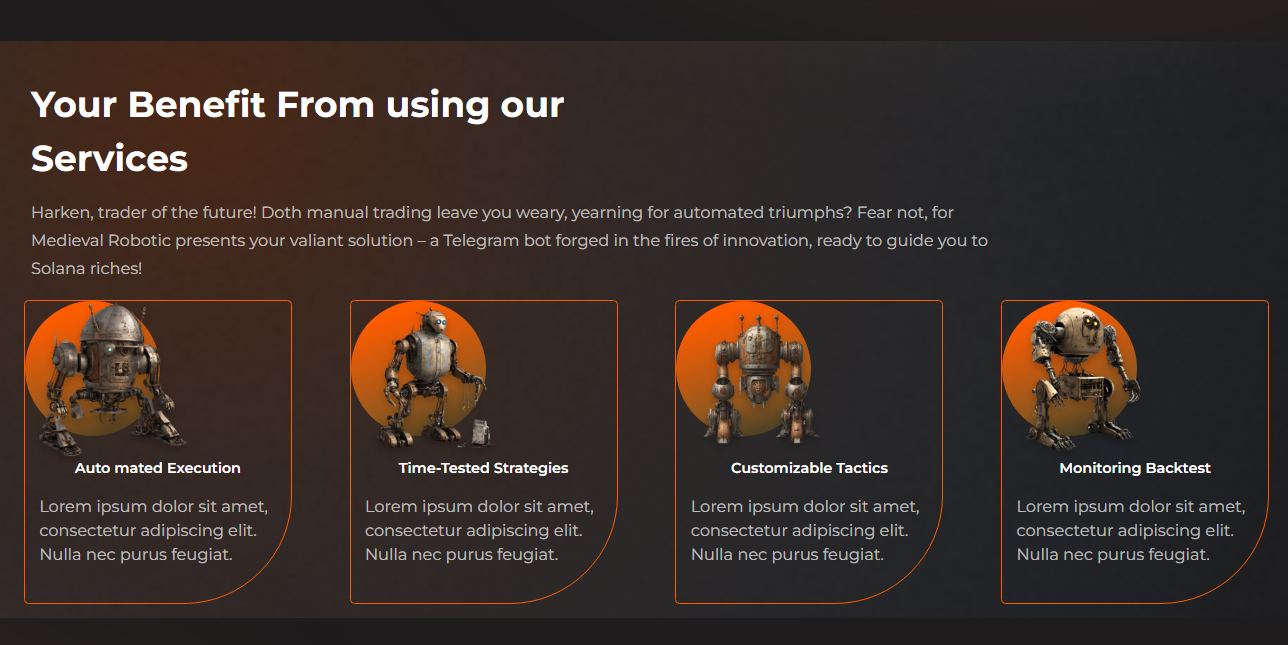 Your Benefit From using our
Services
Harken, trader of the future! Doth manual trading leave you weary, yearning for automated triumphs? Fear not, for
Medieval Robotic presents your valiant solution – a Telegram bot forged in the fires of innovation, ready to guide you to
Solana riches!
Auto mated Execution
Lorem ipsum dolor sit amet,
consectetur adipiscing elit.
Nulla nec purus feugiat.
Time-Tested Strategies
Lorem ipsum dolor sit amet,
consectetur adipiscing elit.
Nulla nec purus feugiat.
Customizable Tactics
Lorem ipsum dolor sit amet,
consectetur adipiscing elit.
Nulla nec purus feugiat.
Monitoring Backtest
Lorem ipsum dolor sit amet,
consectetur adipiscing elit.
Nulla nec purus feugiat.